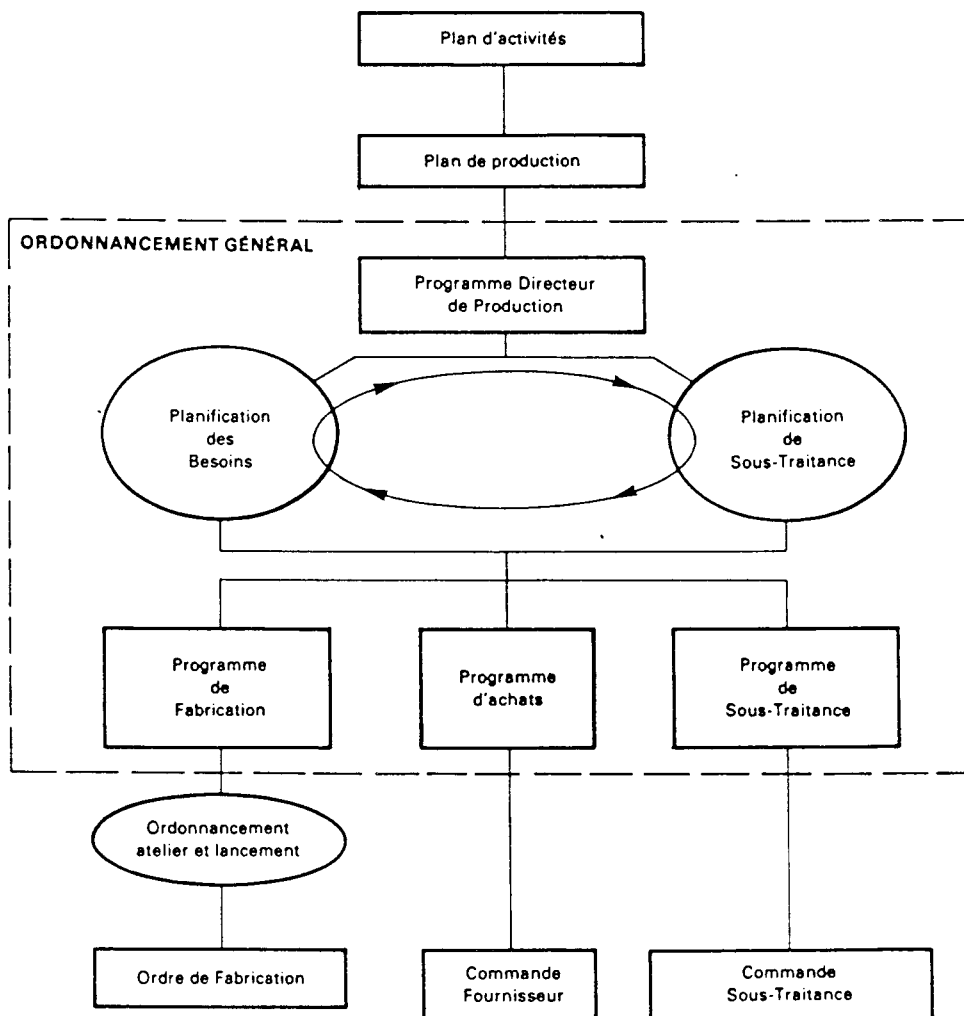 Plan d'activités
Plan de production
ORDONNANCEMENT GÉNÉRAL
Programme Directeur
de Production
Planification
des
Besoins
Planification
de
Sous-Traitance
Programme
de
Fabrication
Programme
d'achats
Programme
de
Sous-Traitance
Ordonnancement
atelier et lancement
Ordre de Fabrication
Commande
Fournisseur
Commande
Sous-Traitance